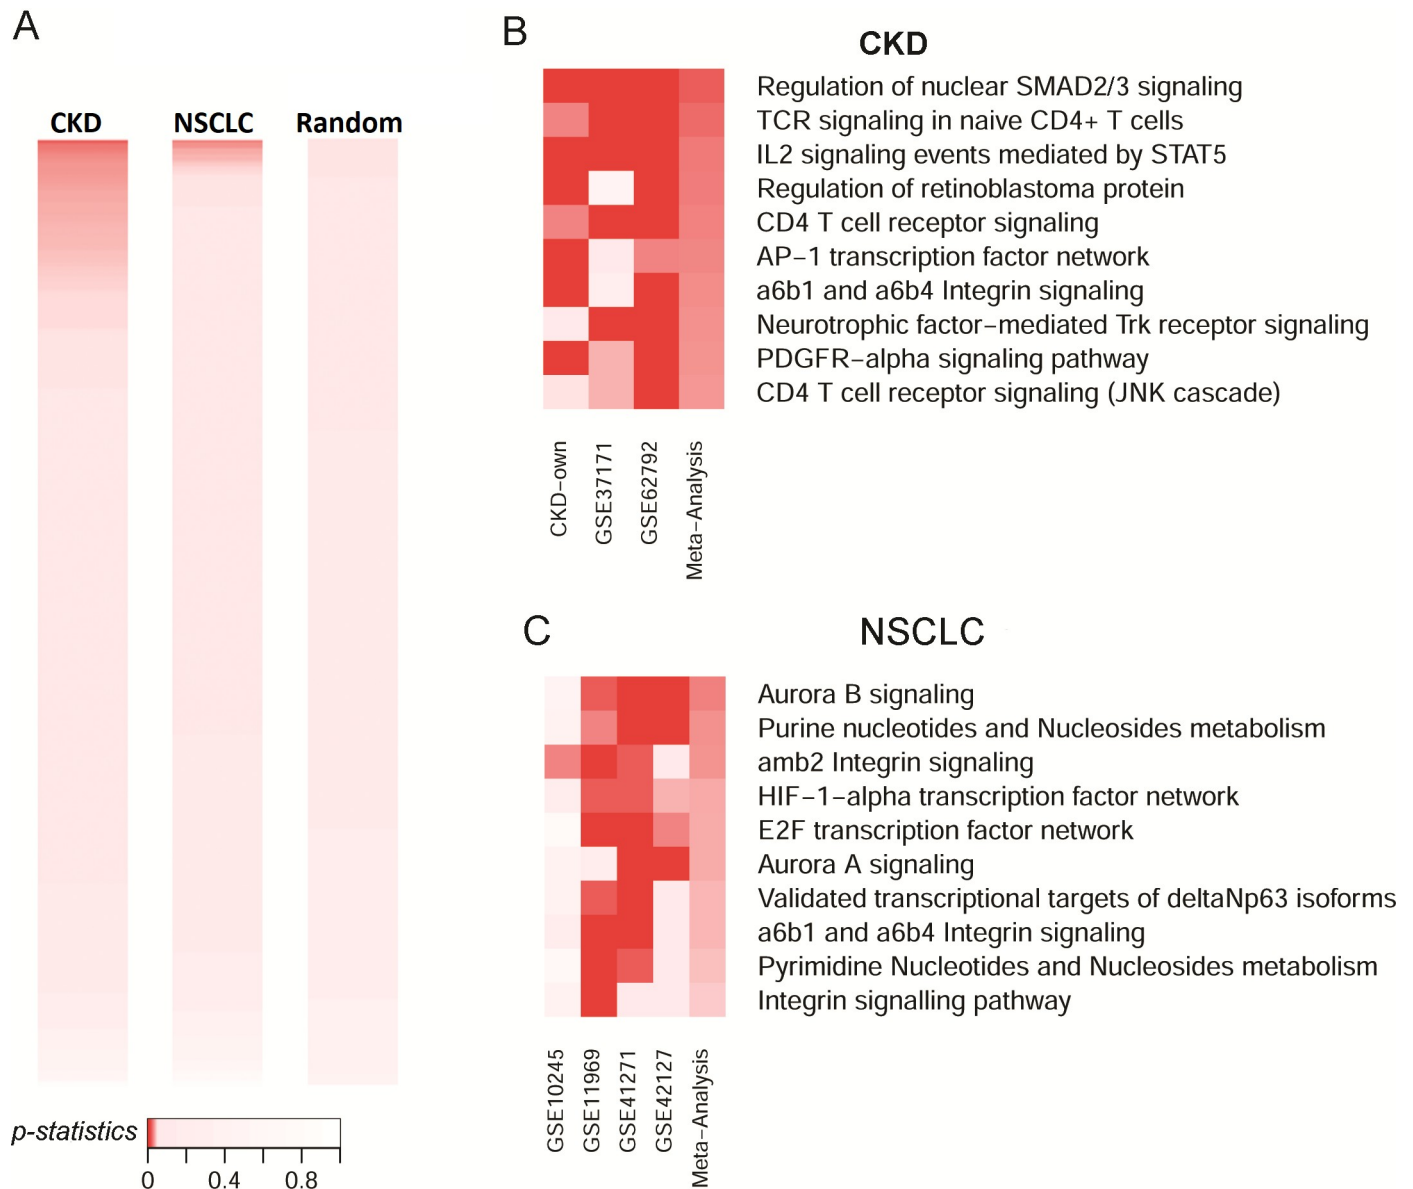 A
CKD
NSCLC
Random
p-statistics
0
0.4
0.8
B
CKD
Regulation of nuclear SMAD2/3 signaling
TCR signaling in naive CD4+ T cells
IL2 signaling events mediated by STAT5
Regulation of retinoblastoma protein
CD4 T cell receptor signaling
AP−1 transcription factor network
a6b1 and a6b4 Integrin signaling
Neurotrophic factor−mediated Trk receptor signaling
PDGFR−alpha signaling pathway
CD4 T cell receptor signaling (JNK cascade)
CKD−own
GSE37171
GSE62792
Meta−Analysis
C
NSCLC
Aurora B signaling
Purine nucleotides and Nucleosides metabolism
amb2 Integrin signaling
HIF−1−alpha transcription factor network
E2F transcription factor network
Aurora A signaling
Validated transcriptional targets of deltaNp63 isoforms
a6b1 and a6b4 Integrin signaling
Pyrimidine Nucleotides and Nucleosides metabolism
Integrin signalling pathway
GSE10245
GSE11969
GSE41271
GSE42127
Meta−Analysis